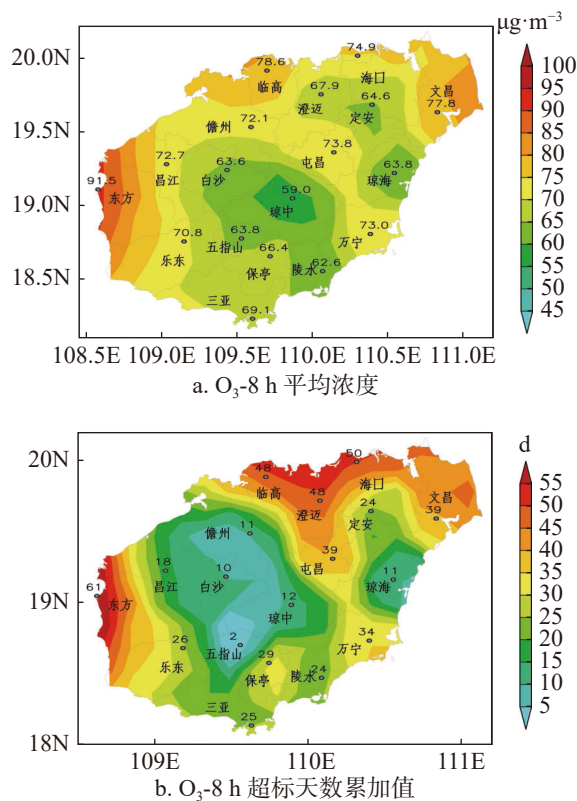 μg·m⁻³
20.0N
19.5N
19.0N
18.5N
78.6
临高
74.9
海口
67.9
澄迈
64.6
定安
文昌
77.8
儋州
72.1
73.8
屯昌
72.7
昌江
63.6
白沙
63.8
琼海
91.5
东方
59.0
琼中
70.8
乐东
63.8
五指山
66.4
保亭
73.0
万宁
62.6
陵水
三亚
69.1
108.5E 109.0E 109.5E 110.0E 110.5E 111.0E
100
95
90
85
80
75
70
65
60
55
50
45
a. O₃-8 h 平均浓度
d
20N
19N
18N
48
临高
50
海口
48
澄迈
24
定安
文昌
39
儋州
11
39
屯昌
18
昌江
10
白沙
11
琼海
61
东方
12
琼中
26
乐东
2
五指山
29
保亭
34
万宁
24
陵水
三亚
25
109E 110E 111E
55
50
45
40
35
30
25
20
15
10
5
b. O₃-8 h 超标天数累加值